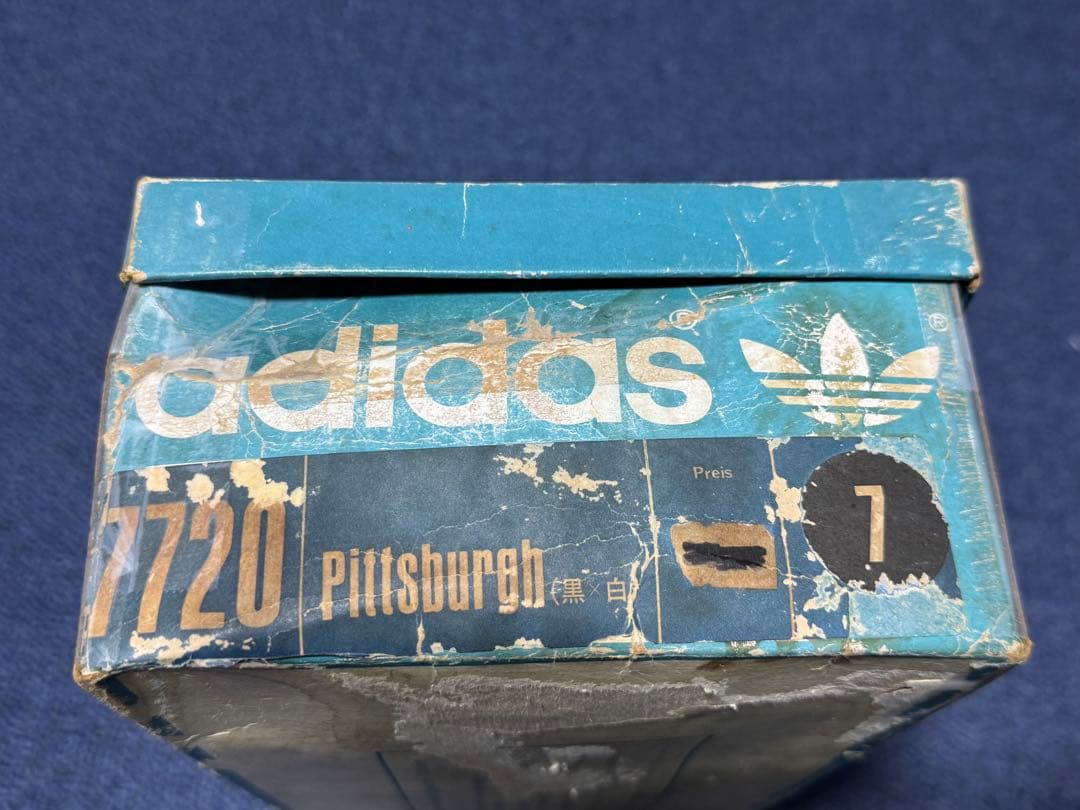 adidas®
®
7720 Pittsburgh (黒×白) Preis 7